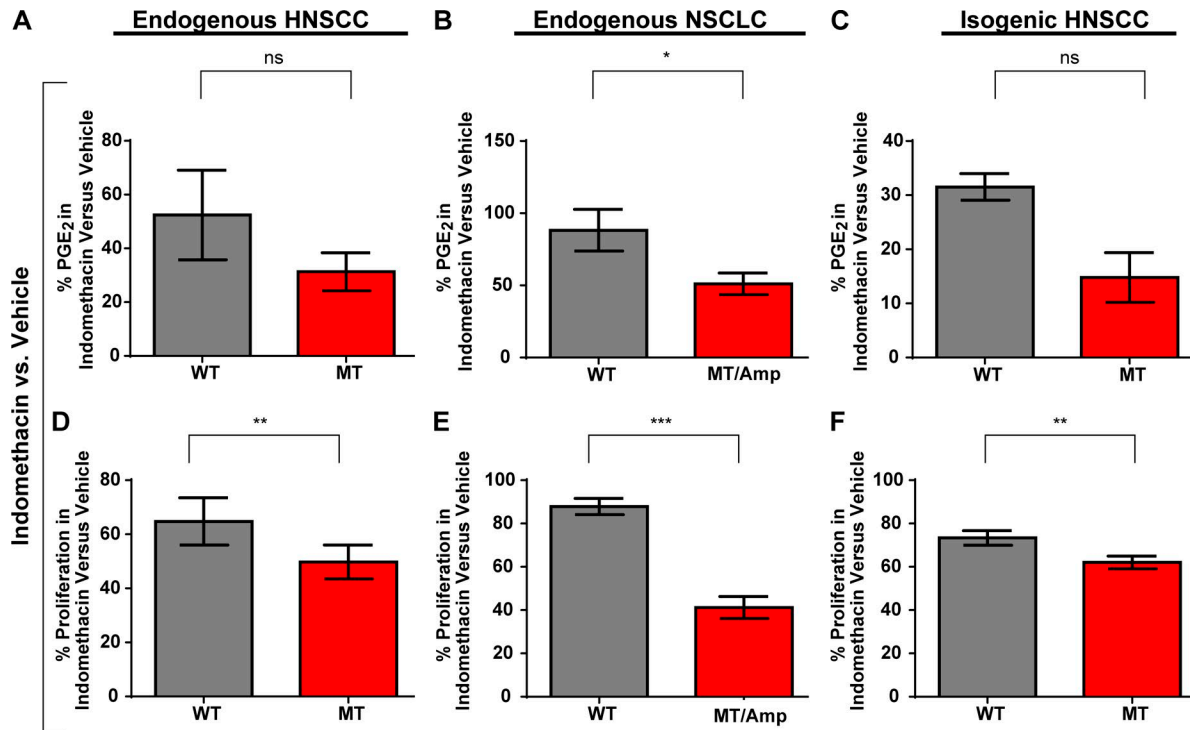 A Endogenous HNSCC
B Endogenous NSCLC
C Isogenic HNSCC
Indomethacin vs. Vehicle
ns
% PGE2 in
Indomethacin Versus Vehicle
80
60
40
20
0
WT MT
*
% PGE2 in
Indomethacin Versus Vehicle
150
100
50
0
WT MT/Amp
ns
% PGE2 in
Indomethacin Versus Vehicle
40
30
20
10
0
WT MT
D
**
% Proliferation in
Indomethacin Versus Vehicle
80
60
40
20
0
WT MT
E
***
% Proliferation in
Indomethacin Versus Vehicle
100
80
60
40
20
0
WT MT/Amp
F
**
% Proliferation in
Indomethacin Versus Vehicle
100
80
60
40
20
0
WT MT